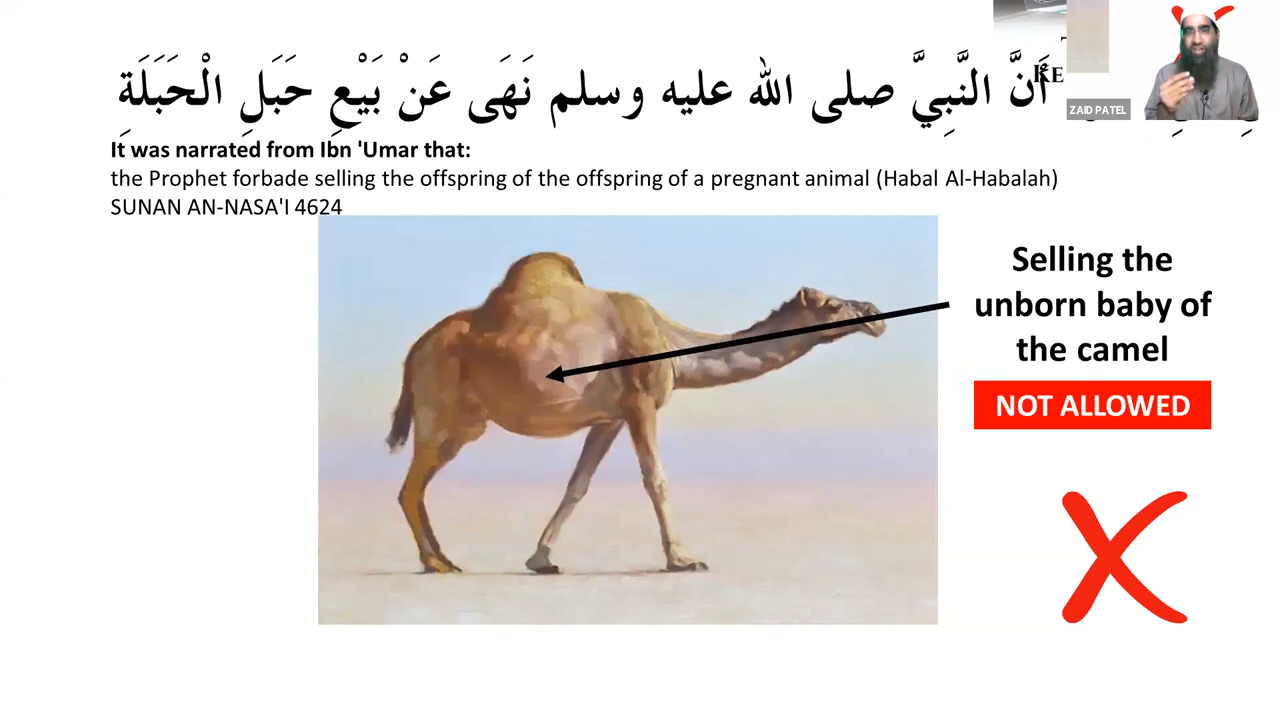 أَنَّ النَّبِيَّ صلى الله عليه وسلم نَهَى عَنْ بَيْعِ حَبَلِ الْحَبَلَةِ
It was narrated from Ibn 'Umar that:
the Prophet forbade selling the offspring of the offspring of a pregnant animal (Habal Al-Habalah)
SUNAN AN-NASA'I 4624
ZAID PATEL
Selling the
unborn baby of
the camel
NOT ALLOWED